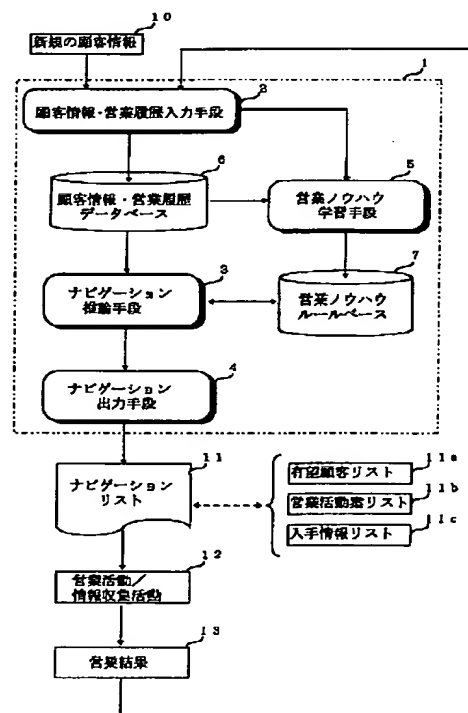 10
新規の顧客情報
1
2
顧客情報・営業履歴入力手段
6
顧客情報・営業履歴
データベース
5
営業ノウハウ
学習手段
3
ナビゲーション
推論手段
7
営業ノウハウ
ルールベース
4
ナビゲーション
出力手段
11
ナビゲーション
リスト
11a
有望顧客リスト
11b
営業活動案リスト
11c
入手情報リスト
12
営業活動／
情報収集活動
13
営業結果